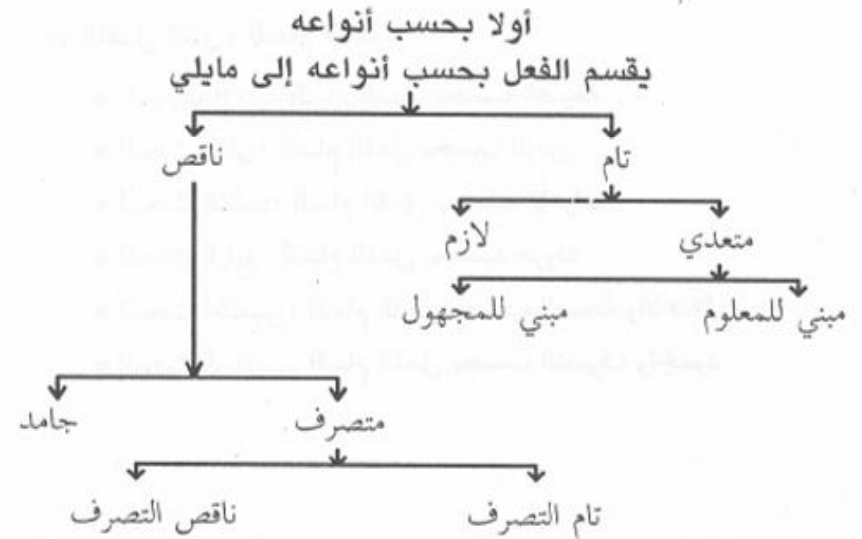 أولا بحسب أنواعه
يقسم الفعل بحسب أنواعه إلى مايلي
تام
ناقص
متعدي
لازم
مبني للمعلوم
مبني للمجهول
متصرف
جامد
تام التصرف
ناقص التصرف